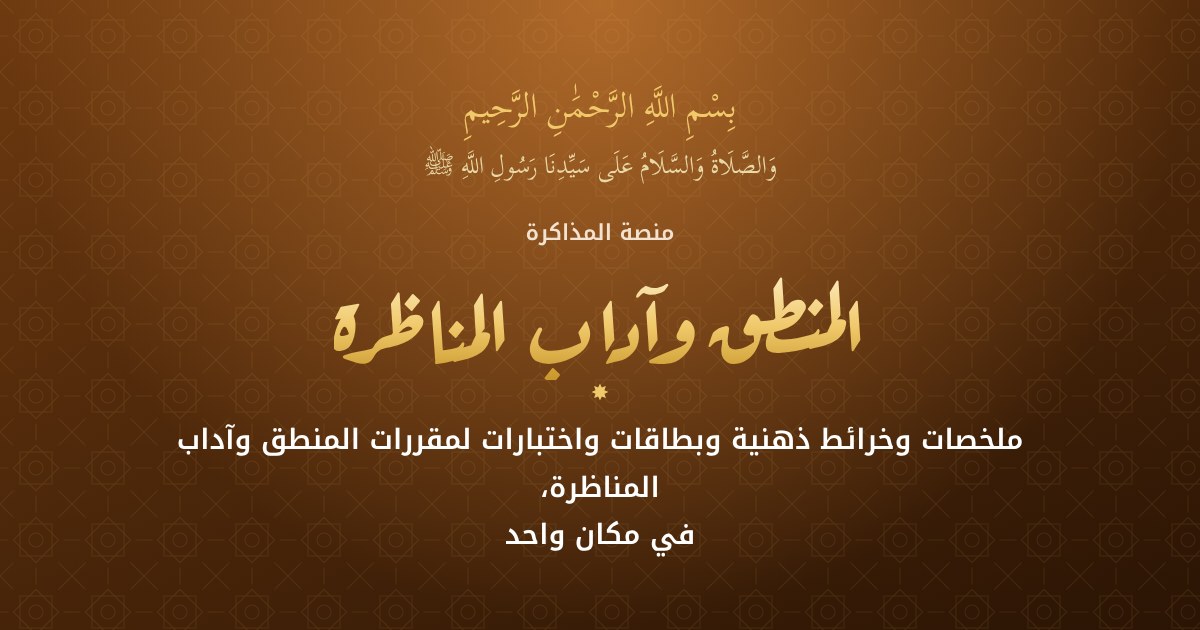 بِسْمِ اللَّهِ الرَّحْمَٰنِ الرَّحِيمِ
وَالصَّلَاةُ وَالسَّلَامُ عَلَى سَيِّدِنَا رَسُولِ اللَّهِ ﷺ
منصة المذاكرة
المنطق وآداب المناظرة
ملخصات وخرائط ذهنية وبطاقات واختبارات لمقررات المنطق وآداب
المناظرة،
في مكان واحد